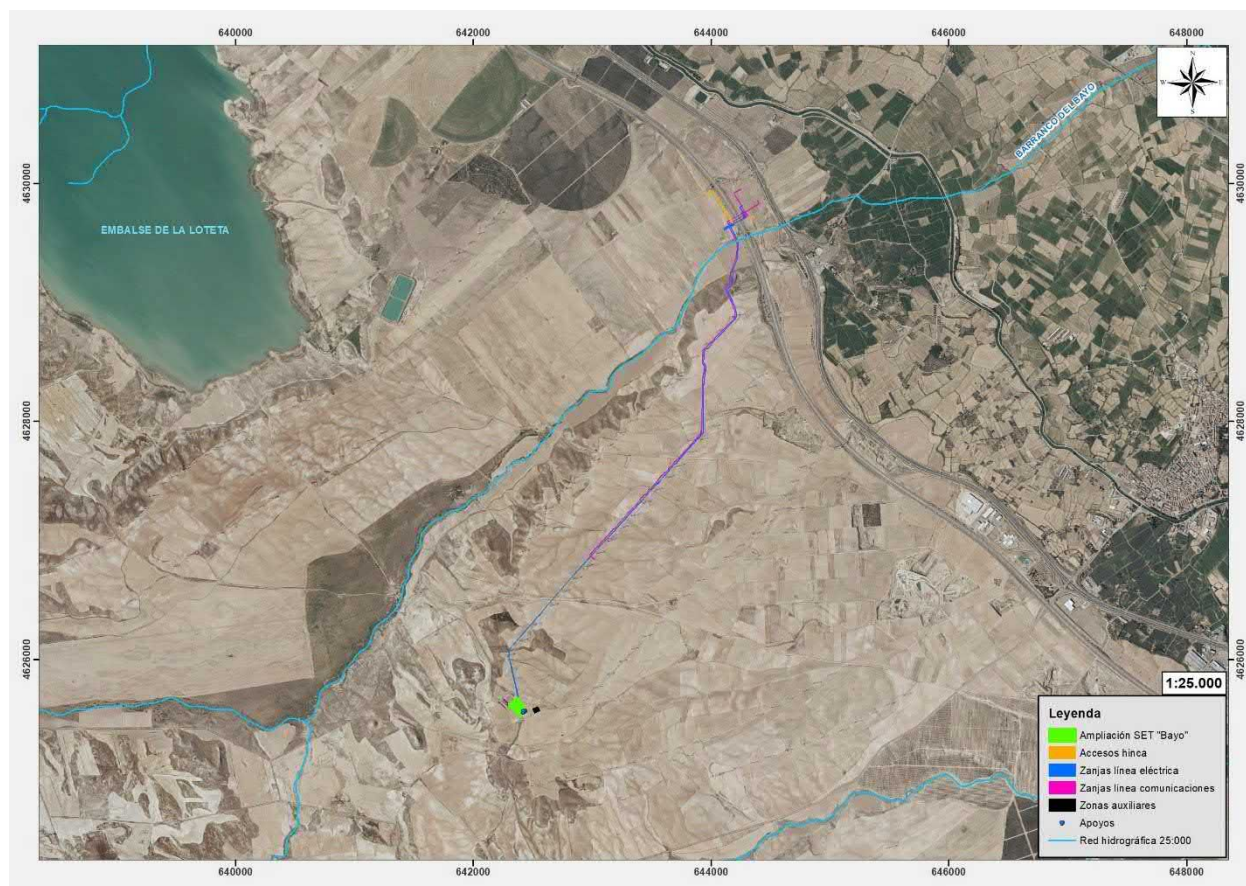 640000
642000
644000
646000
648000
N
W
E
S
BARRANCO DEL BAYO
4630000
4630000
EMBALSE DE LA LOTETA
4628000
4628000
4626000
4626000
1:25.000
Leyenda
Ampliación SET "Bayo"
Accesos hinca
Zanjas línea eléctrica
Zanjas línea comunicaciones
Zonas auxiliares
Apoyos
Red hidrográfica 25:000
640000
642000
644000
646000
648000